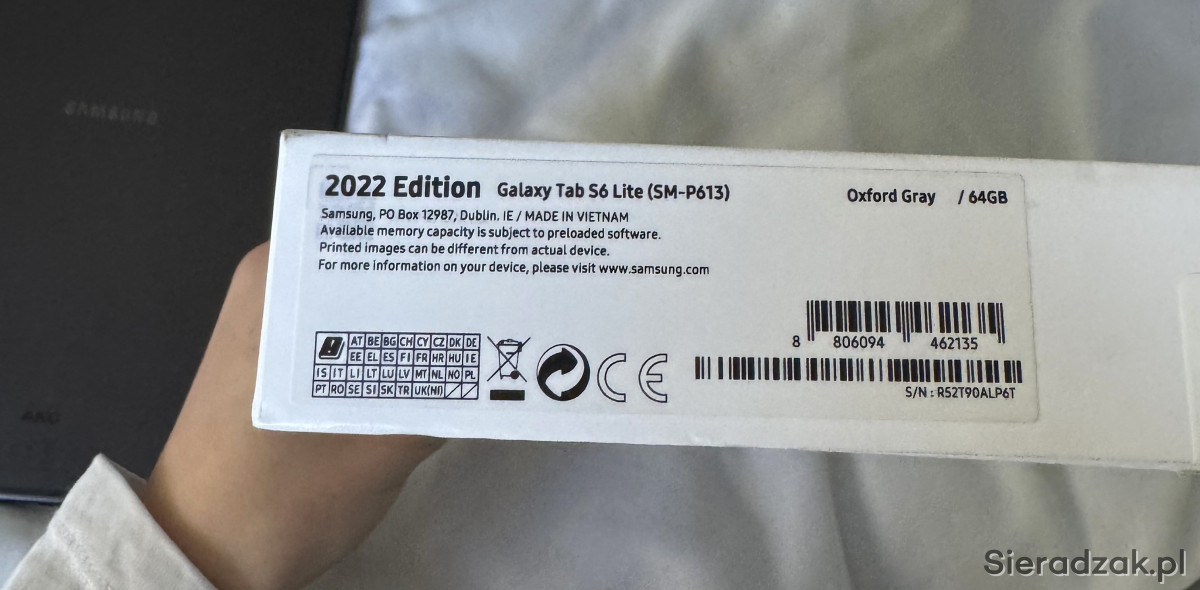 SAMSUNG
2022 Edition Galaxy Tab S6 Lite (SM-P613) Oxford Gray / 64GB
Samsung, PO Box 12987, Dublin. IE / MADE IN VIETNAM
Available memory capacity is subject to preloaded software.
Printed images can be different from actual device.
For more information on your device, please visit www.samsung.com
8 806094 462135
AT BE BG CH CY CZ DK DE
EE EL ES FI FR HR HU IE
IS IT LI LT LU LV MT NL NO PL
PT RO SE SI SK TR UK(NI)
CE
S/N : R52T90ALP6T
AKG
Sieradzak.pl